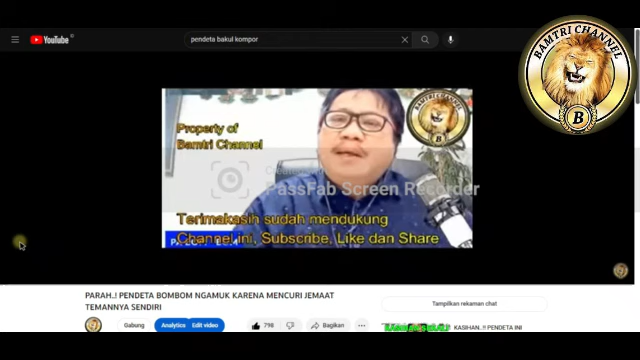 YouTube
pendeta bakul kompor
BAMTRI CHANNEL
B
Property of
Bamtri Channel
BAMTRI CHANNEL
PassFab Screen Recorder
Terimakasih sudah mendukung
Channel ini, Subscribe, Like dan Share
PARAH..! PENDETA BOMBOM NGAMUK KARENA MENCURI JEMAAT
TEMANNYA SENDIRI
Tampilkan rekaman chat
Gabung
Analytics
Edit video
798
Bagikan
KASIHAN..!! PENDETA INI